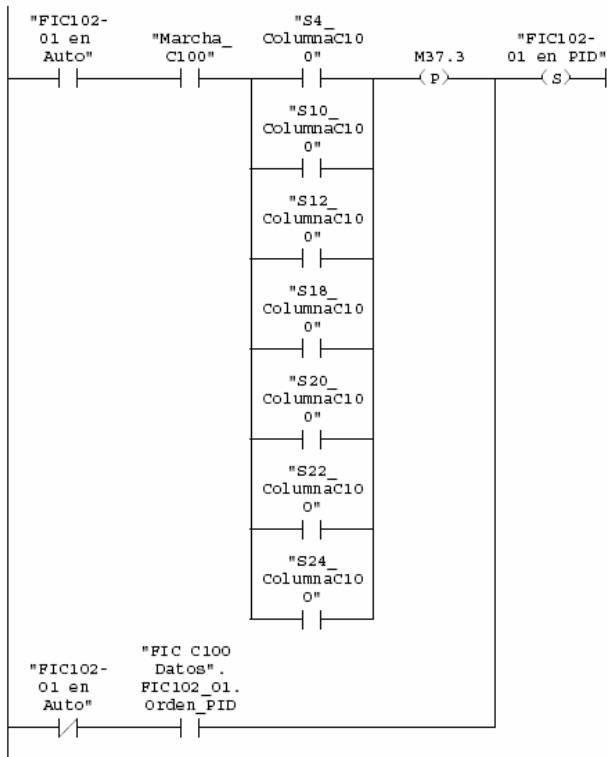 "FIC102-
01 en
Auto"
"Marcha_
C100"
"S4_
ColumnaC10
0"
M37.3
P
"FIC102-
01 en PID"
S
"S10_
ColumnaC10
0"
"S12_
ColumnaC10
0"
"S18_
ColumnaC10
0"
"S20_
ColumnaC10
0"
"S22_
ColumnaC10
0"
"S24_
ColumnaC10
0"
"FIC102-
01 en
Auto"
"FIC C100
Datos".
FIC102_01.
Orden_PID